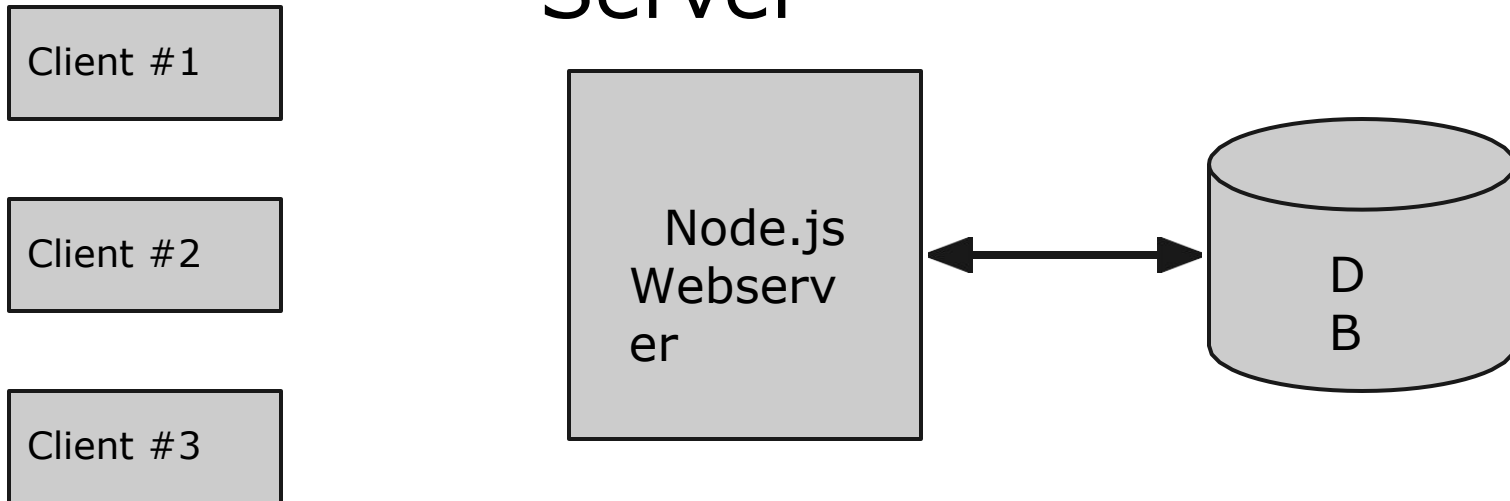 Server
Client #1
Client #2
Client #3
Node.js
Webserv
er
D
B